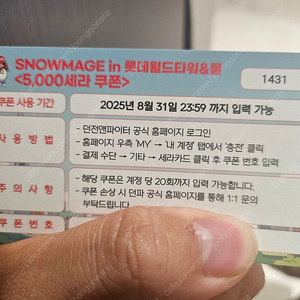 SNOWMAGE in 롯데월드타워&몰
<5,000세라 쿠폰>
1431
쿠폰 사용 기간
2025년 8월 31일 23:59 까지 입력 가능
사용 방법
- 던전앤파이터 공식 홈페이지 로그인
- 홈페이지 우측 'MY' → '내 계정' 탭에서 '충전' 클릭
- 결제 수단 → 기타 → 세라카드 클릭 후 쿠폰 번호 입력
주의 사항
- 해당 쿠폰은 계정 당 20회까지 입력 가능합니다.
- 쿠폰 손상 시 던파 공식 홈페이지를 통해 1:1 문의
부탁드립니다.
쿠폰 번호